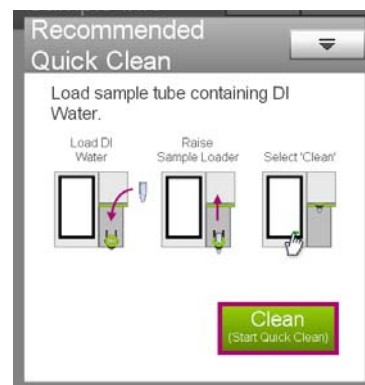 Recommended
Quick Clean
Load sample tube containing DI
Water.
Load DI
Water
Raise
Sample Loader
Select 'Clean'
Clean
(Start Quick Clean)